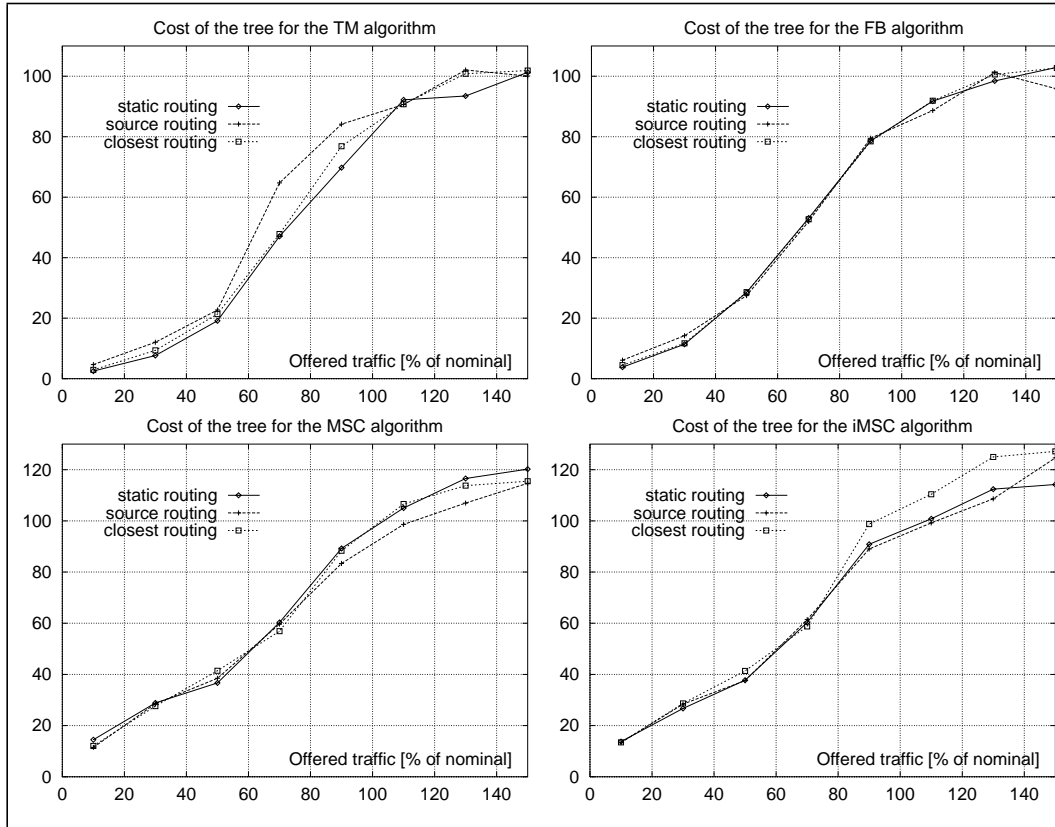 Cost of the tree for the TM algorithm
100
80
60
40
20
0
static routing
source routing
closest routing
Offered traffic [% of nominal]
0 20 40 60 80 100 120 140
Cost of the tree for the FB algorithm
100
80
60
40
20
0
static routing
source routing
closest routing
Offered traffic [% of nominal]
0 20 40 60 80 100 120 140
Cost of the tree for the MSC algorithm
120
100
80
60
40
20
0
static routing
source routing
closest routing
Offered traffic [% of nominal]
0 20 40 60 80 100 120 140
Cost of the tree for the iMSC algorithm
120
100
80
60
40
20
0
static routing
source routing
closest routing
Offered traffic [% of nominal]
0 20 40 60 80 100 120 140